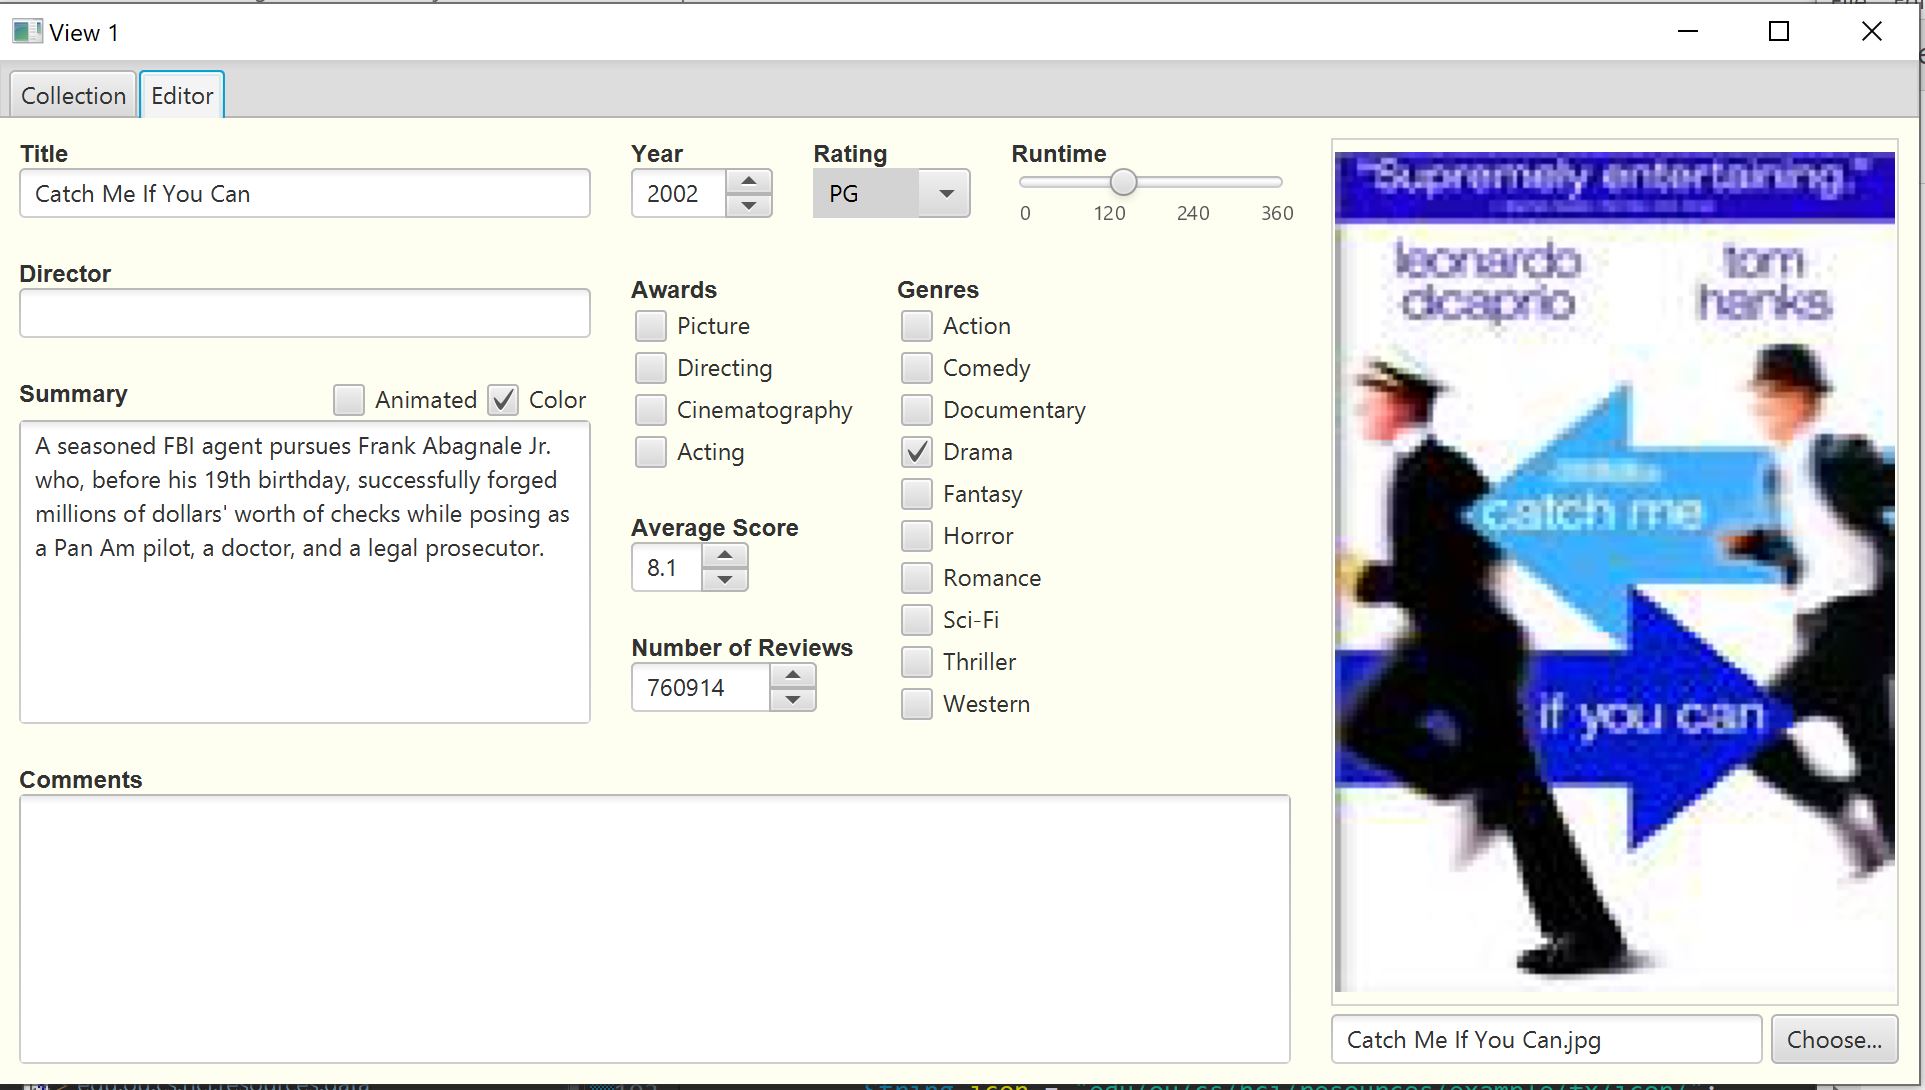 View 1
Collection Editor
Title
Catch Me If You Can
Year
2002
Rating
PG
Runtime
0 120 240 360
Director
Summary
Animated Color
A seasoned FBI agent pursues Frank Abagnale Jr.
who, before his 19th birthday, successfully forged
millions of dollars' worth of checks while posing as
a Pan Am pilot, a doctor, and a legal prosecutor.
Awards
Picture
Directing
Cinematography
Acting
Average Score
8.1
Number of Reviews
760914
Genres
Action
Comedy
Documentary
Drama
Fantasy
Horror
Romance
Sci-Fi
Thriller
Western
Comments
"Supremely entertaining."
leonardo
dicaprio
tom
hanks
catch me
if you can
Catch Me If You Can.jpg
Choose...